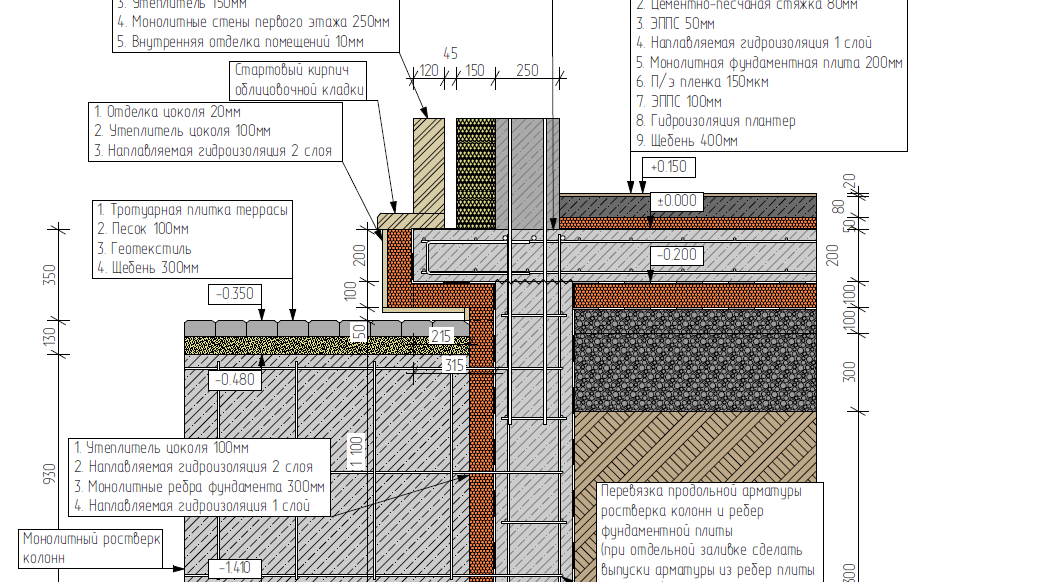 3. Утеплитель 150мм
4. Монолитные стены первого этажа 250мм
5. Внутренняя отделка помещений 10мм
2. Цементно-песчаная стяжка 80мм
3. ЭППС 50мм
4. Наплавляемая гидроизоляция 1 слой
5. Монолитная фундаментная плита 200мм
6. П/э пленка 150мкм
7. ЭППС 100мм
8. Гидроизоляция плантер
9. Щебень 400мм
45
120
150
250
Стартовый кирпич
облицовочной кладки
1. Отделка цоколя 20мм
2. Утеплитель цоколя 100мм
3. Наплавляемая гидроизоляция 2 слоя
+0.150
±0.000
-0.200
20
80
50
200
100
100
300
300
1. Тротуарная плитка террасы
2. Песок 100мм
3. Геотекстиль
4. Щебень 300мм
-0.350
-0.480
350
130
930
200
100
50
215
315
1 100
1. Утеплитель цоколя 100мм
2. Наплавляемая гидроизоляция 2 слоя
3. Монолитные ребра фундамента 300мм
4. Наплавляемая гидроизоляция 1 слой
Монолитный ростверк
колонн
-1.410
Перевязка продольной арматуры
ростверка колонн и ребер
фундаментной плиты
(при отдельной заливке сделать
выпуски арматуры из ребер плиты